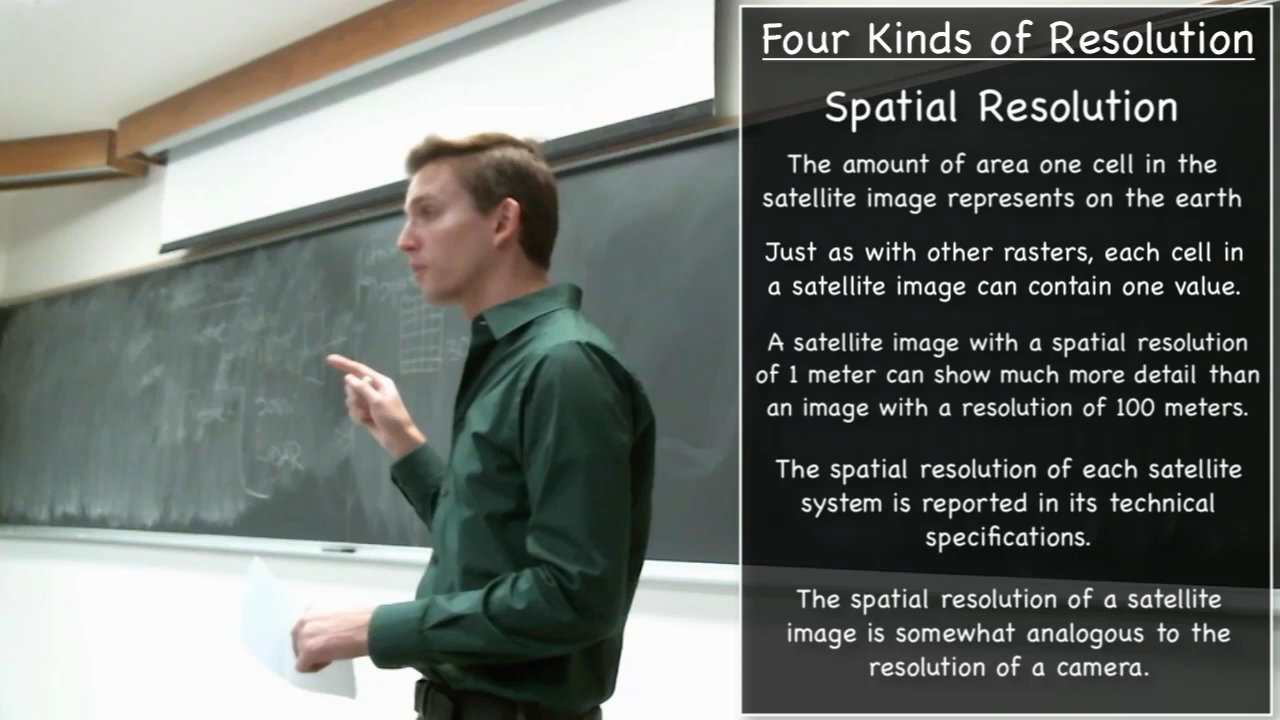 Four Kinds of Resolution
Spatial Resolution
The amount of area one cell in the
satellite image represents on the earth
Just as with other rasters, each cell in
a satellite image can contain one value.
A satellite image with a spatial resolution
of 1 meter can show much more detail than
an image with a resolution of 100 meters.
The spatial resolution of each satellite
system is reported in its technical
specifications.
The spatial resolution of a satellite
image is somewhat analogous to the
resolution of a camera.